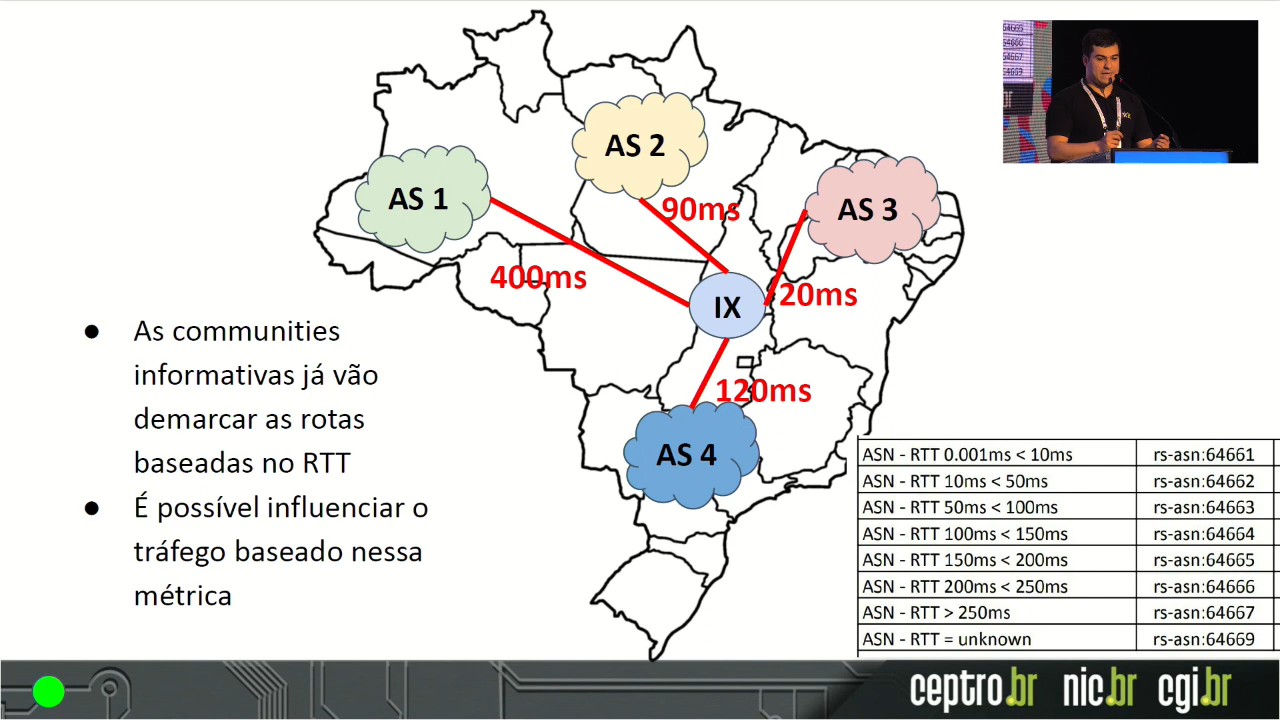 AS 2
AS 1
AS 3
90ms
400ms
IX
20ms
120ms
AS 4
● As communities
informativas já vão
demarcar as rotas
baseadas no RTT
● É possível influenciar o
tráfego baseado nessa
métrica
ASN - RTT 0.001ms < 10ms rs-asn:64661
ASN - RTT 10ms < 50ms rs-asn:64662
ASN - RTT 50ms < 100ms rs-asn:64663
ASN - RTT 100ms < 150ms rs-asn:64664
ASN - RTT 150ms < 200ms rs-asn:64665
ASN - RTT 200ms < 250ms rs-asn:64666
ASN - RTT > 250ms rs-asn:64667
ASN - RTT = unknown rs-asn:64669
ceptro.br nic.br cgi.br